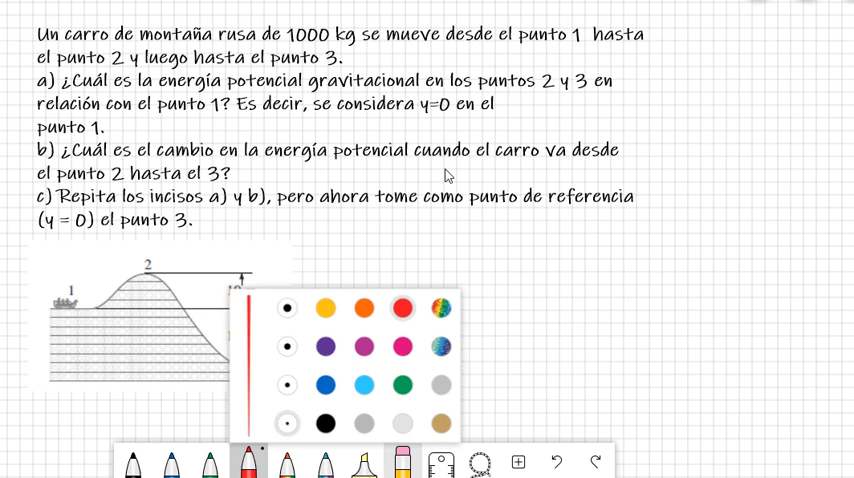 Un carro de montaña rusa de 1000 kg se mueve desde el punto 1 hasta
el punto 2 y luego hasta el punto 3.
a) ¿Cuál es la energía potencial gravitacional en los puntos 2 y 3 en
relación con el punto 1? Es decir, se considera y=0 en el
punto 1.
b) ¿Cuál es el cambio en la energía potencial cuando el carro va desde
el punto 2 hasta el 3?
c) Repita los incisos a) y b), pero ahora tome como punto de referencia
(y = 0) el punto 3.
2
1